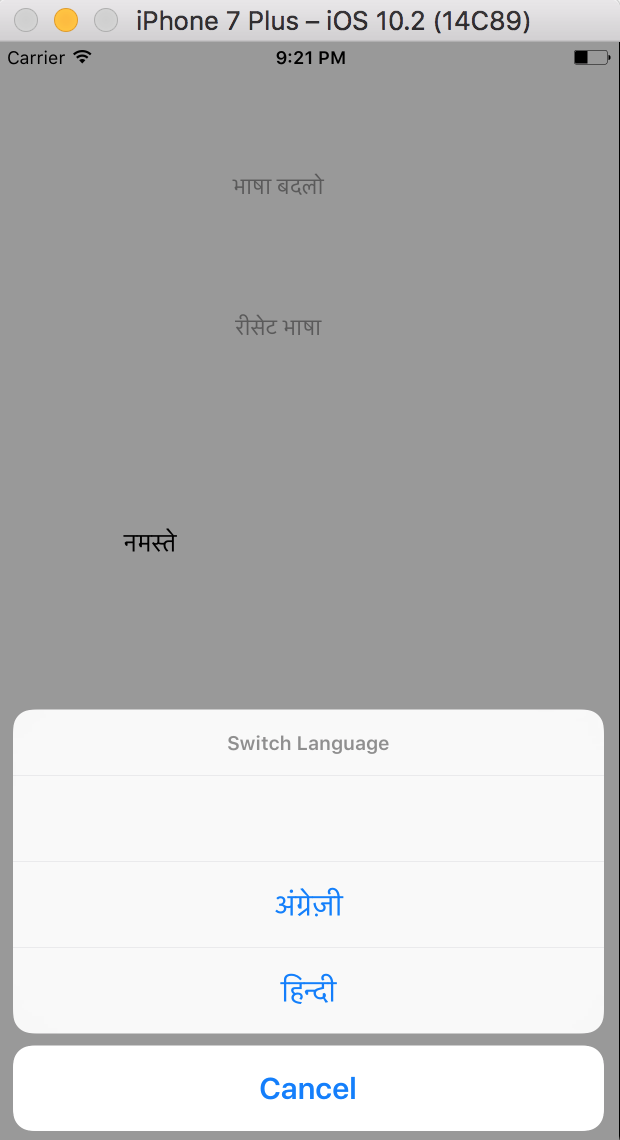 iPhone 7 Plus – iOS 10.2 (14C89)
Carrier 9:21 PM
भाषा बदलो
रीसेट भाषा
नमस्ते
Switch Language
अंग्रेज़ी
हिन्दी
Cancel